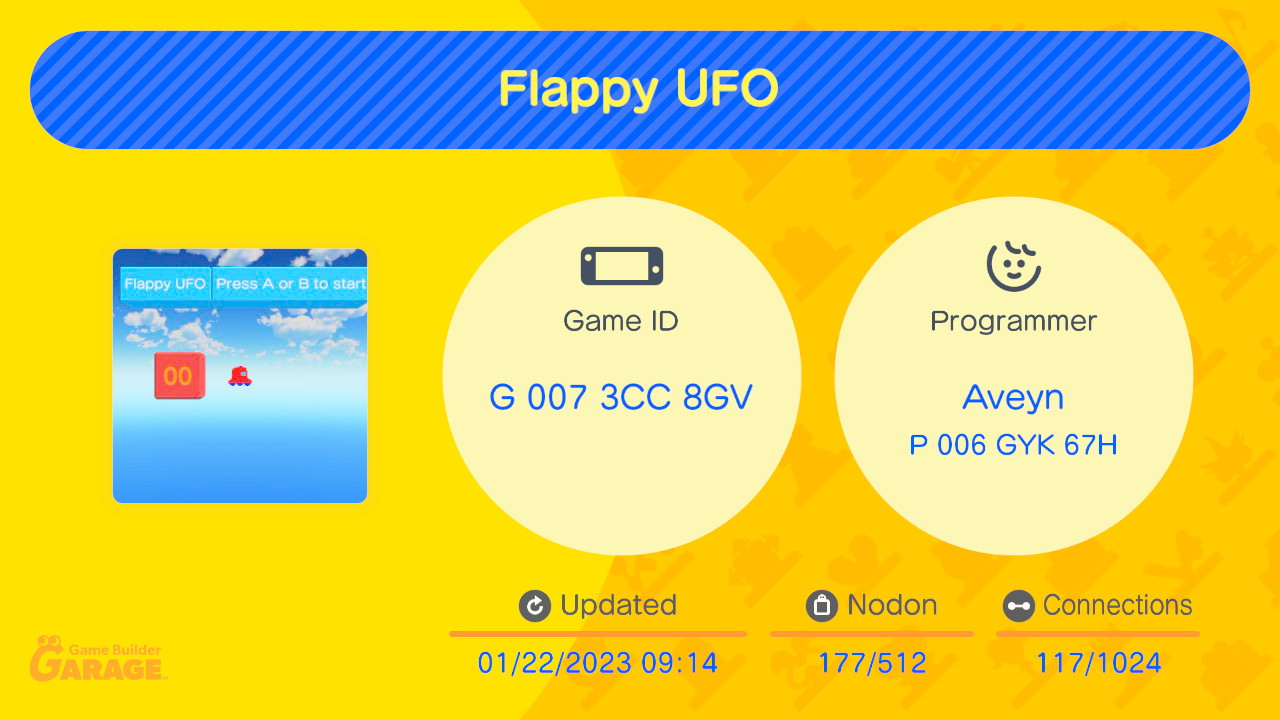 Flappy UFO
Flappy UFO
Press A or B to start
00
Game ID
G 007 3CC 8GV
Programmer
Aveyn
P 006 GYK 67H
Updated
01/22/2023 09:14
Nodon
177/512
Connections
117/1024
Game Builder
GARAGE